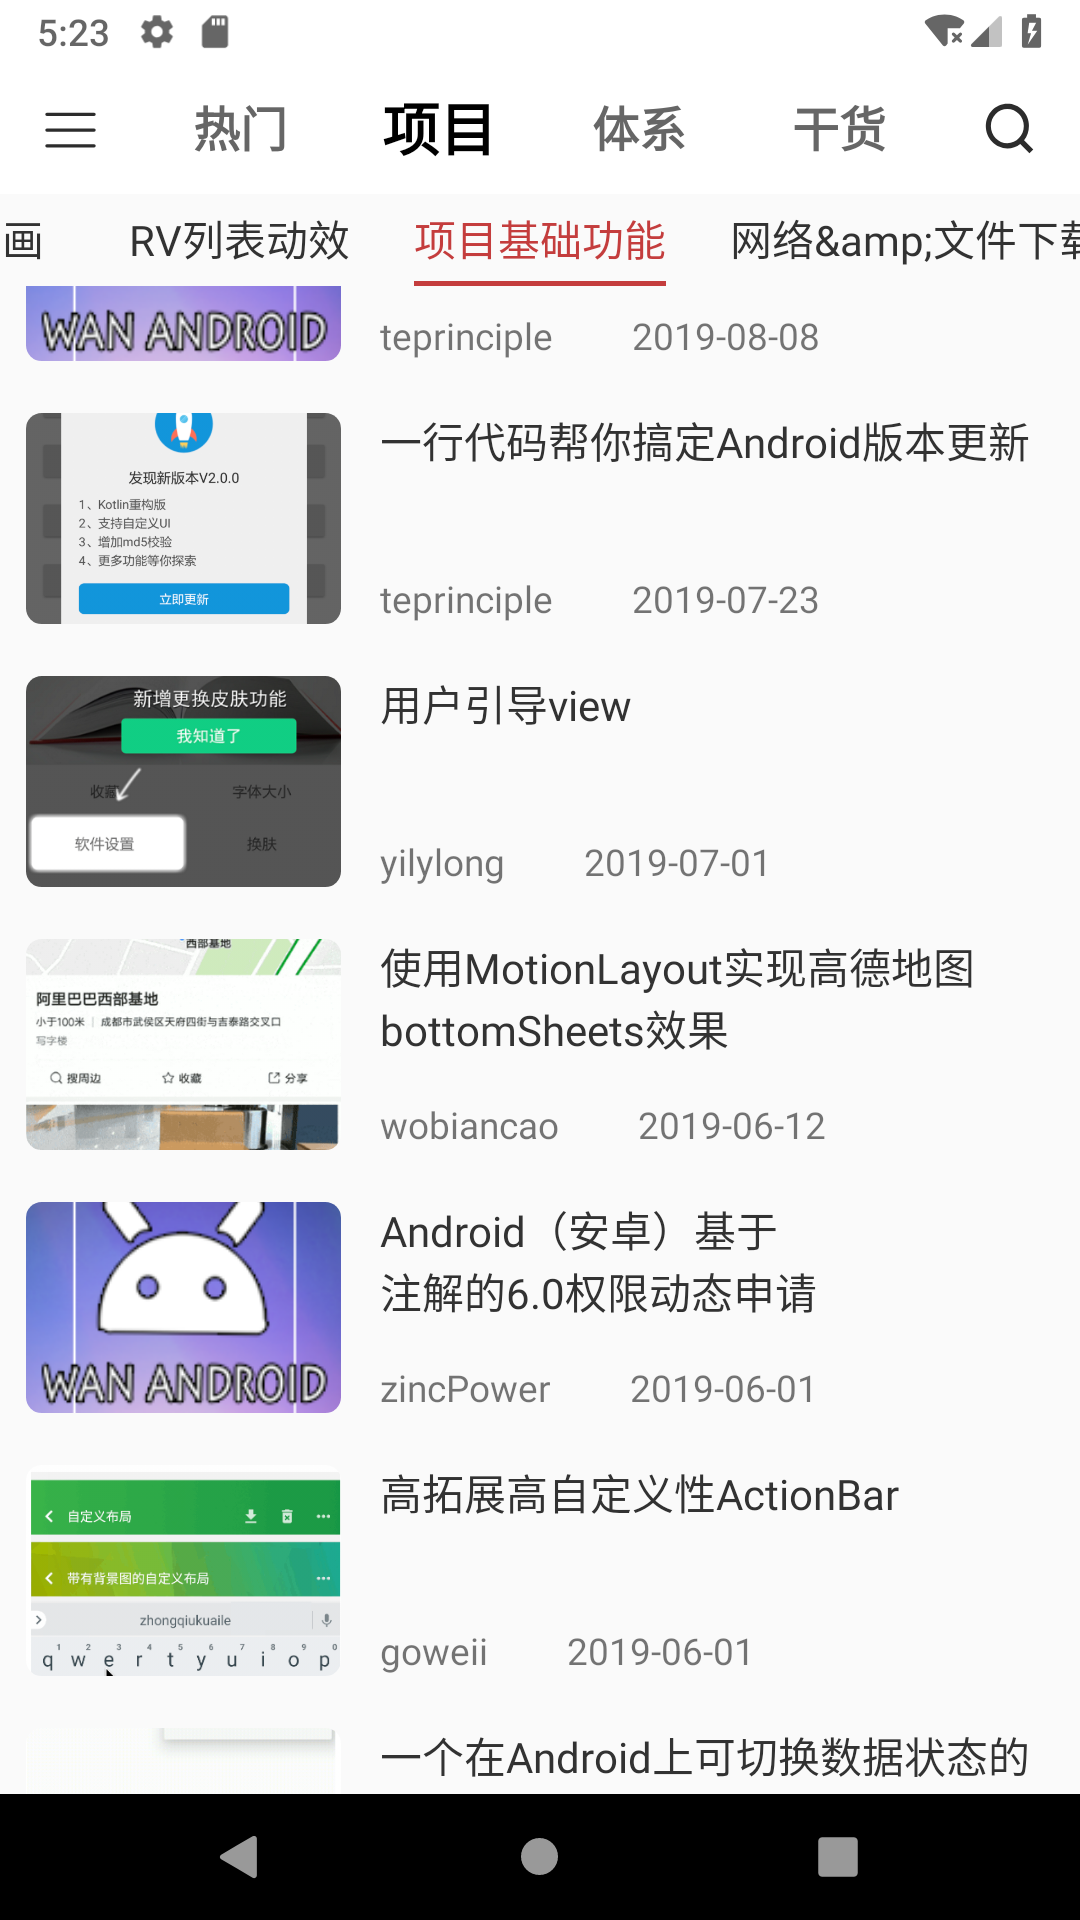 5:23
热门
项目
体系
干货
画
RV列表动效
项目基础功能
网络&amp;文件下载
WAN ANDROID
teprinciple
2019-08-08
发现新版本V2.0.0
1、Kotlin重构版
2、支持自定义UI
3、增加md5校验
4、更多功能等你探索
立即更新
一行代码帮你搞定Android版本更新
teprinciple
2019-07-23
新增更换皮肤功能
我知道了
收藏
字体大小
软件设置
换肤
用户引导view
yilylong
2019-07-01
西部基地
阿里巴巴西部基地
小于100米 | 成都市武侯区天府四街与吉泰路交叉口
写字楼
搜周边
收藏
分享
使用MotionLayout实现高德地图
bottomSheets效果
wobiancao
2019-06-12
WAN ANDROID
Android（安卓）基于
注解的6.0权限动态申请
zincPower
2019-06-01
自定义布局
带有背景图的自定义布局
zhongqiukuaile
1 2 3 4 5 6 7 8 9 0
q w e r t y u i o p
高拓展高自定义性ActionBar
goweii
2019-06-01
一个在Android上可切换数据状态的